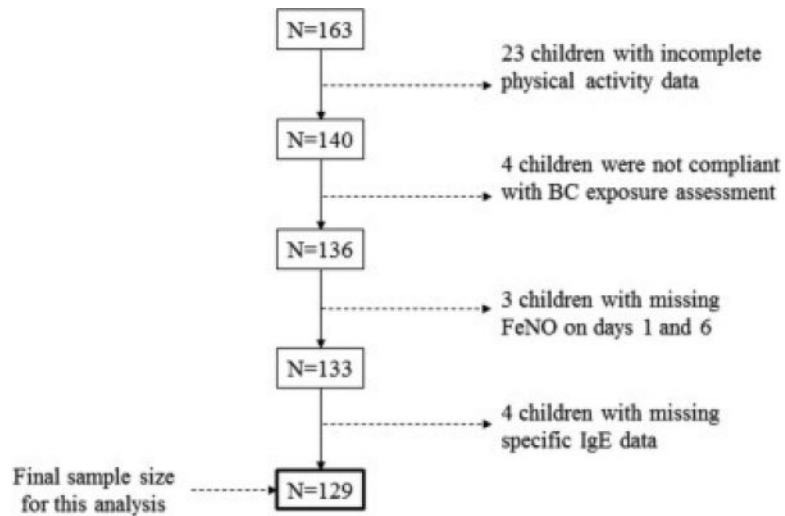 N=163
23 children with incomplete
physical activity data
N=140
4 children were not compliant
with BC exposure assessment
N=136
3 children with missing
FeNO on days 1 and 6
N=133
4 children with missing
specific IgE data
Final sample size
for this analysis
N=129